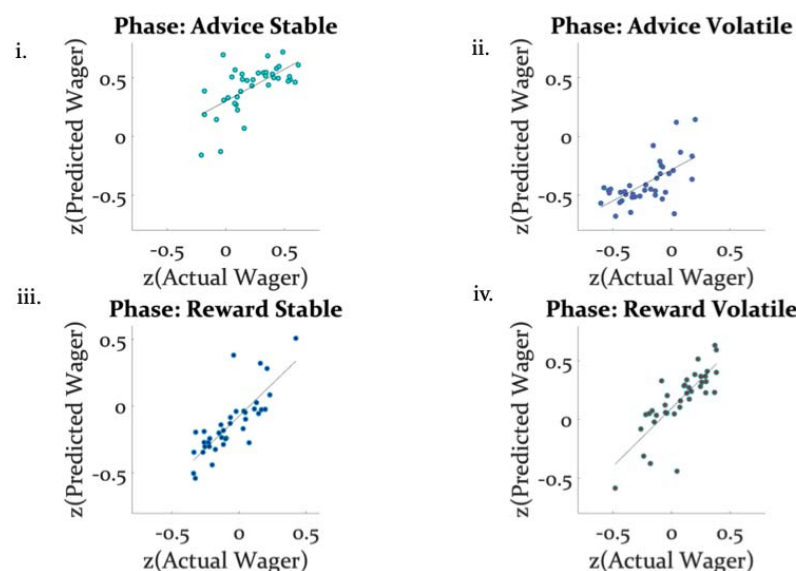 i.
Phase: Advice Stable
z(Predicted Wager)
0.5
0
-0.5
-0.5 0 0.5
z(Actual Wager)
ii.
Phase: Advice Volatile
z(Predicted Wager)
0.5
0
-0.5
-0.5 0 0.5
z(Actual Wager)
iii.
Phase: Reward Stable
z(Predicted Wager)
0.5
0
-0.5
-0.5 0 0.5
z(Actual Wager)
iv.
Phase: Reward Volatile
z(Predicted Wager)
0.5
0
-0.5
-0.5 0 0.5
z(Actual Wager)